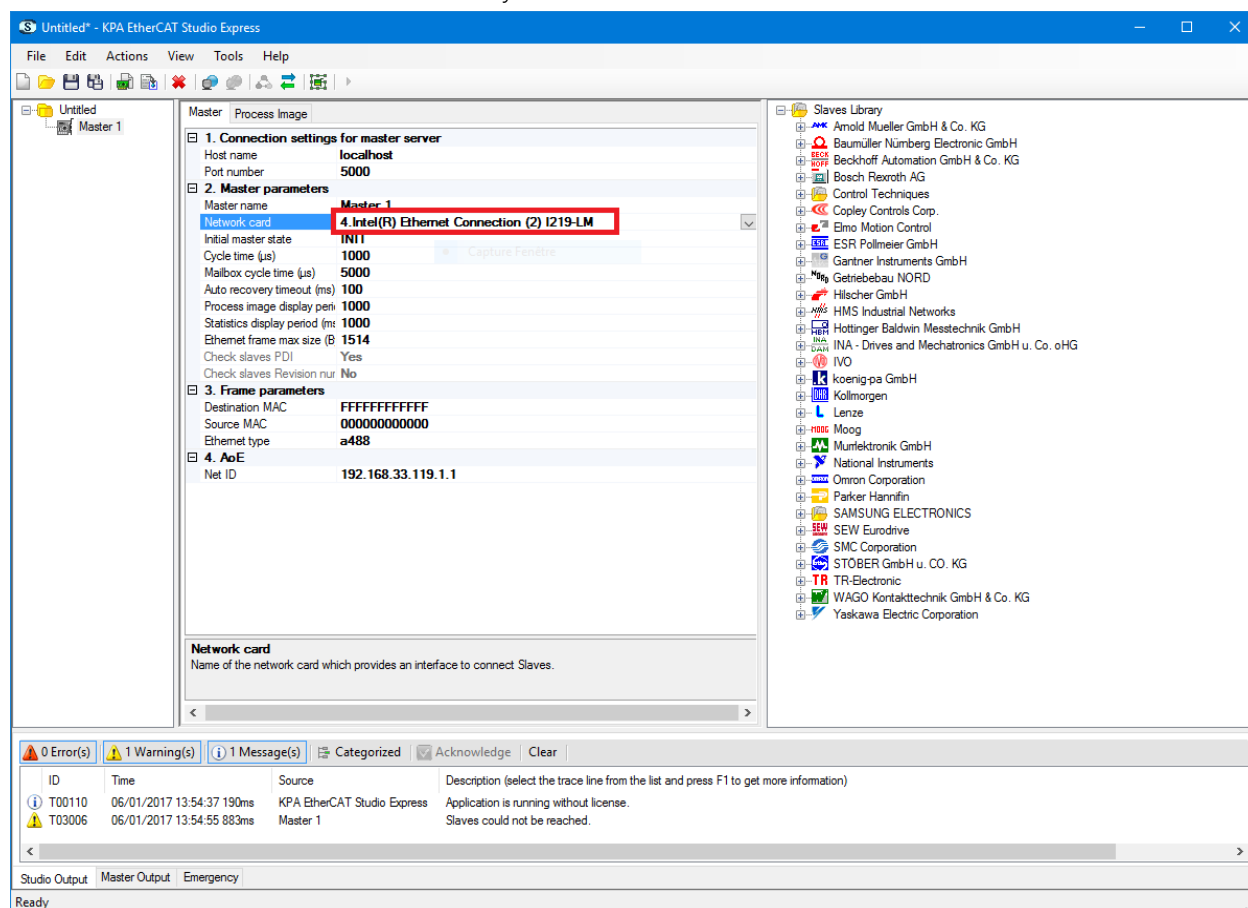 Untitled* - KPA EtherCAT Studio Express
File Edit Actions View Tools Help
Untitled
Master 1
Master Process Image
1. Connection settings for master server
Host name localhost
Port number 5000
2. Master parameters
Master name Master 1
Network card 4.Intel(R) Ethernet Connection (2) I219-LM
Initial master state INIT
Cycle time (µs) 1000
Mailbox cycle time (µs) 5000
Auto recovery timeout (ms) 100
Process image display peri 1000
Statistics display period (ms 1000
Ethernet frame max size (B 1514
Check slaves PDI Yes
Check slaves Revision nur No
3. Frame parameters
Destination MAC FFFFFFFFFFFF
Source MAC 000000000000
Ethernet type a488
4. AoE
Net ID 192.168.33.119.1.1
Capture Fenêtre
Network card
Name of the network card which provides an interface to connect Slaves.
Slaves Library
Arnold Mueller GmbH & Co. KG
Baumüller Nürnberg Electronic GmbH
Beckhoff Automation GmbH & Co. KG
Bosch Rexroth AG
Control Techniques
Copley Controls Corp.
Elmo Motion Control
ESR Pollmeier GmbH
Gantner Instruments GmbH
Getriebebau NORD
Hilscher GmbH
HMS Industrial Networks
Hottinger Baldwin Messtechnik GmbH
INA - Drives and Mechatronics GmbH u. Co. oHG
IVO
koenig-pa GmbH
Kollmorgen
Lenze
Moog
Murrlektronik GmbH
National Instruments
Omron Corporation
Parker Hannifin
SAMSUNG ELECTRONICS
SEW Eurodrive
SMC Corporation
STÖBER GmbH u. CO. KG
TR-Electronic
WAGO Kontakttechnik GmbH & Co. KG
Yaskawa Electric Corporation
0 Error(s) 1 Warning(s) 1 Message(s) Categorized Acknowledge Clear
ID Time Source Description (select the trace line from the list and press F1 to get more information)
T00110 06/01/2017 13:54:37 190ms KPA EtherCAT Studio Express Application is running without license.
T03006 06/01/2017 13:54:55 883ms Master 1 Slaves could not be reached.
Studio Output Master Output Emergency
Ready